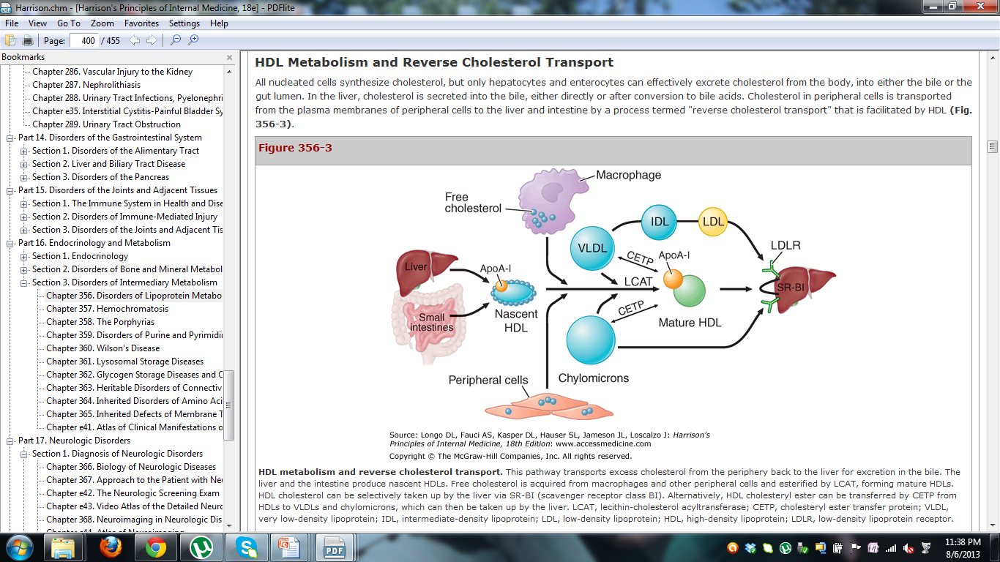 Harrison.chm - [Harrison's Principles of Internal Medicine, 18e] - PDFlite
File View Go To Zoom Favorites Settings Help
Page: 400 / 455
Bookmarks
Chapter 286. Vascular Injury to the Kidney
Chapter 287. Nephrolithiasis
Chapter 288. Urinary Tract Infections, Pyelonephri
Chapter e35. Interstitial Cystitis-Painful Bladder Sy
Chapter 289. Urinary Tract Obstruction
Part 14. Disorders of the Gastrointestinal System
Section 1. Disorders of the Alimentary Tract
Section 2. Liver and Biliary Tract Disease
Section 3. Disorders of the Pancreas
Part 15. Disorders of the Joints and Adjacent Tissues
Section 1. The Immune System in Health and Dise
Section 2. Disorders of Immune-Mediated Injury
Section 3. Disorders of the Joints and Adjacent Tis
Part 16. Endocrinology and Metabolism
Section 1. Endocrinology
Section 2. Disorders of Bone and Mineral Metabol
Section 3. Disorders of Intermediary Metabolism
Chapter 356. Disorders of Lipoprotein Metabo
Chapter 357. Hemochromatosis
Chapter 358. The Porphyrias
Chapter 359. Disorders of Purine and Pyrimidi
Chapter 360. Wilson's Disease
Chapter 361. Lysosomal Storage Diseases
Chapter 362. Glycogen Storage Diseases and C
Chapter 363. Heritable Disorders of Connectiv
Chapter 364. Inherited Disorders of Amino Aci
Chapter 365. Inherited Defects of Membrane T
Chapter e41. Atlas of Clinical Manifestations o
Part 17. Neurologic Disorders
Section 1. Diagnosis of Neurologic Disorders
Chapter 366. Biology of Neurologic Diseases
Chapter 367. Approach to the Patient with Neu
Chapter e42. The Neurologic Screening Exam
Chapter e43. Video Atlas of the Detailed Neuro
Chapter 368. Neuroimaging in Neurologic Dis
Chapter e44. Atlas of Neuroimaging
HDL Metabolism and Reverse Cholesterol Transport
All nucleated cells synthesize cholesterol, but only hepatocytes and enterocytes can effectively excrete cholesterol from the body, into either the bile or the
gut lumen. In the liver, cholesterol is secreted into the bile, either directly or after conversion to bile acids. Cholesterol in peripheral cells is transported
from the plasma membranes of peripheral cells to the liver and intestine by a process termed "reverse cholesterol transport" that is facilitated by HDL (Fig.
356-3).
Figure 356-3
Macrophage
Free
cholesterol
IDL
LDL
VLDL
LDLR
CETP
ApoA-I
Liver
ApoA-I
LCAT
SR-BI
Small
intestines
Nascent
HDL
CETP
Mature HDL
Peripheral cells
Chylomicrons
Source: Longo DL, Fauci AS, Kasper DL, Hauser SL, Jameson JL, Loscalzo J: Harrison's
Principles of Internal Medicine, 18th Edition: www.accessmedicine.com
Copyright © The McGraw-Hill Companies, Inc. All rights reserved.
HDL metabolism and reverse cholesterol transport. This pathway transports excess cholesterol from the periphery back to the liver for excretion in the bile. The
liver and the intestine produce nascent HDLs. Free cholesterol is acquired from macrophages and other peripheral cells and esterified by LCAT, forming mature HDLs.
HDL cholesterol can be selectively taken up by the liver via SR-BI (scavenger receptor class BI). Alternatively, HDL cholesteryl ester can be transferred by CETP from
HDLs to VLDLs and chylomicrons, which can then be taken up by the liver. LCAT, lecithin-cholesterol acyltransferase; CETP, cholesteryl ester transfer protein; VLDL,
very low-density lipoprotein; IDL, intermediate-density lipoprotein; LDL, low-density lipoprotein; HDL, high-density lipoprotein; LDLR, low-density lipoprotein receptor.
PDF
11:38 PM
8/6/2013